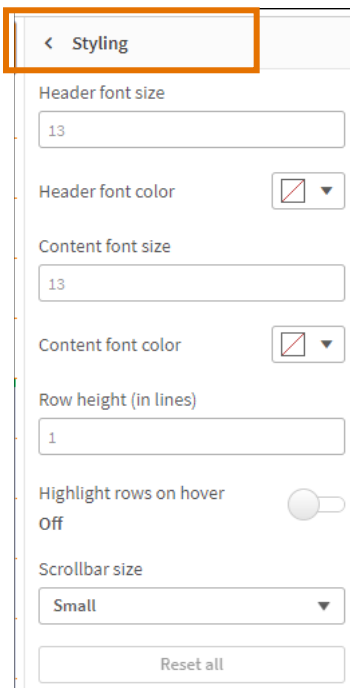 Styling
Header font size
13
Header font color
Content font size
13
Content font color
Row height (in lines)
1
Highlight rows on hover
Off
Scrollbar size
Small
Reset all